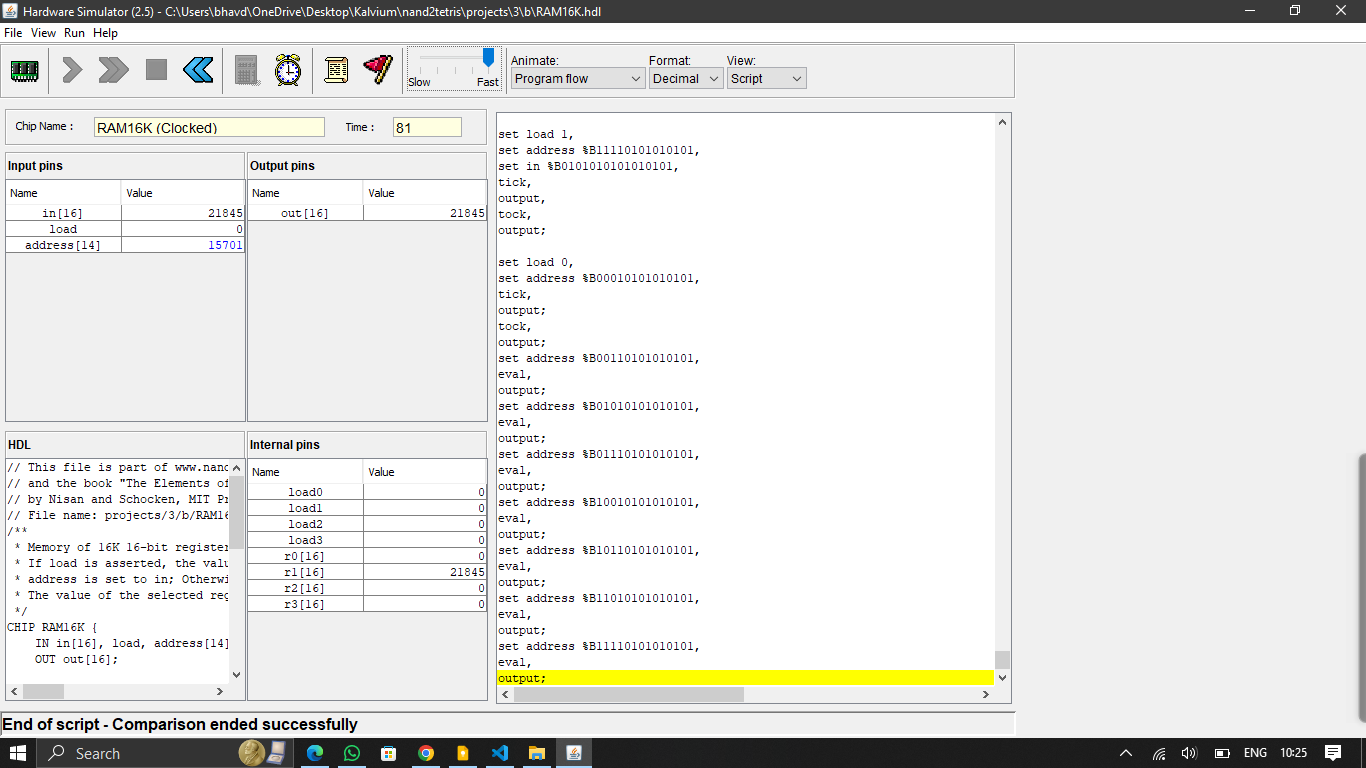 Hardware Simulator (2.5) - C:\Users\bhavd\OneDrive\Desktop\Kalvium\nand2tetris\projects\3\b\RAM16K.hdl
File View Run Help
Slow Fast
Animate: Format: View:
Program flow Decimal Script
Chip Name : RAM16K (Clocked) Time : 81
Input pins
Name Value
in[16] 21845
load 0
address[14] 15701
Output pins
Name Value
out[16] 21845
HDL
// This file is part of www.nand
// and the book "The Elements of
// by Nisan and Schocken, MIT Pr
// File name: projects/3/b/RAM16
/**
* Memory of 16K 16-bit register
* If load is asserted, the valu
* address is set to in; Otherwi
* The value of the selected reg
*/
CHIP RAM16K {
IN in[16], load, address[14]
OUT out[16];
Internal pins
Name Value
load0 0
load1 0
load2 0
load3 0
r0[16] 0
r1[16] 21845
r2[16] 0
r3[16] 0
set load 1,
set address %B11110101010101,
set in %B0101010101010101,
tick,
output,
tock,
output;
set load 0,
set address %B00010101010101,
tick,
output;
tock,
output;
set address %B00110101010101,
eval,
output;
set address %B01010101010101,
eval,
output;
set address %B01110101010101,
eval,
output;
set address %B10010101010101,
eval,
output;
set address %B10110101010101,
eval,
output;
set address %B11010101010101,
eval,
output;
set address %B11110101010101,
eval,
output;
End of script - Comparison ended successfully
Search
ENG 10:25